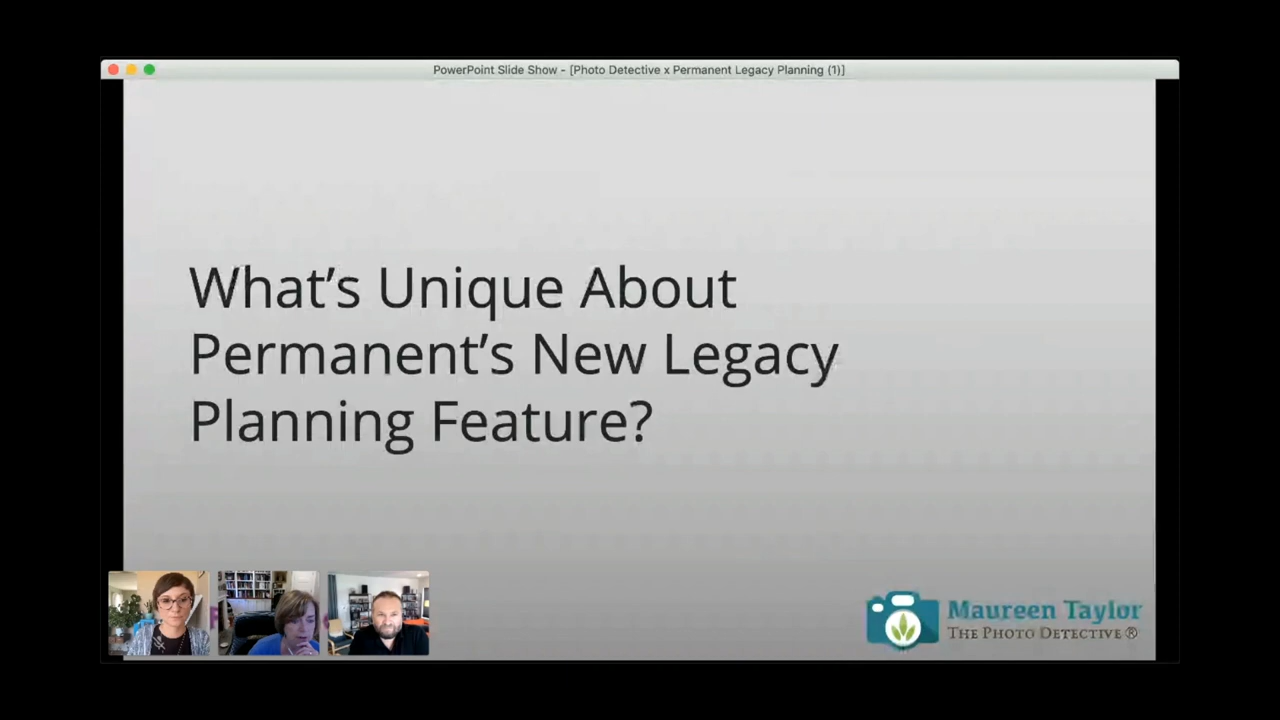 PowerPoint Slide Show - [Photo Detective x Permanent Legacy Planning (1)]
What's Unique About
Permanent's New Legacy
Planning Feature?
Maureen Taylor
THE PHOTO DETECTIVE ®